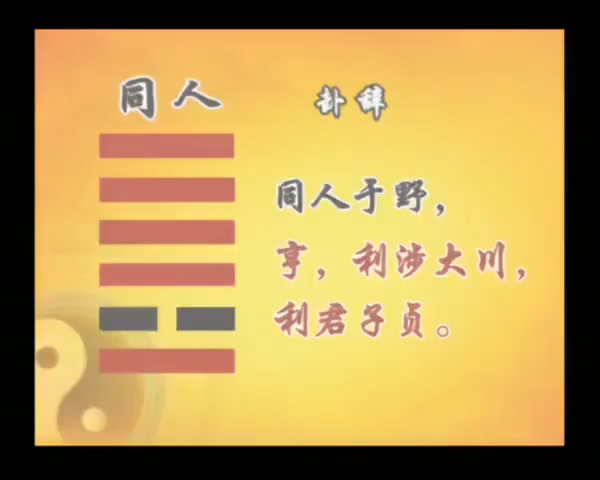 同人
卦辞
同人于野，
亨，利涉大川，
利君子贞。